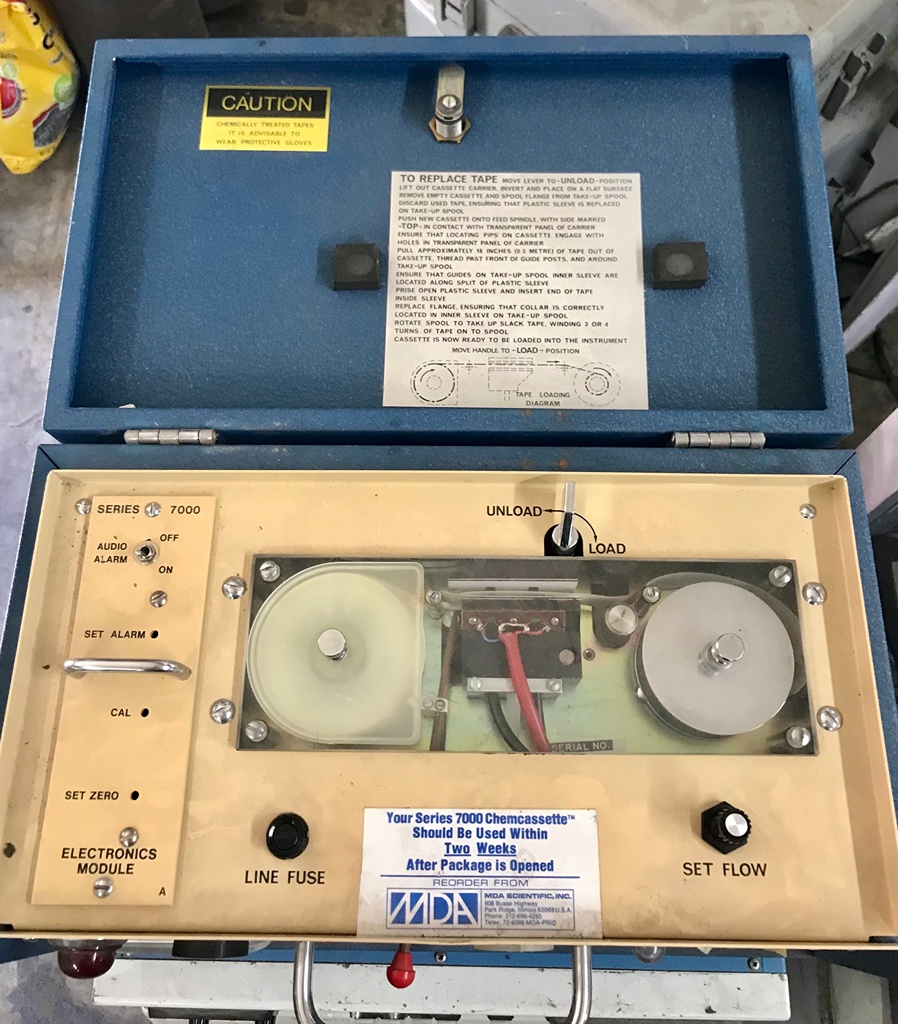 CAUTION
CHEMICALLY TREATED TAPES
IT IS ADVISABLE TO
WEAR PROTECTIVE GLOVES
TO REPLACE TAPE MOVE LEVER TO -UNLOAD- POSITION
LIFT OUT CASSETTE CARRIER, INVERT AND PLACE ON A FLAT SURFACE
REMOVE EMPTY CASSETTE AND SPOOL FLANGE FROM TAKE-UP SPOOL
DISCARD USED TAPE, ENSURING THAT PLASTIC SLEEVE IS REPLACED
ON TAKE-UP SPOOL
PUSH NEW CASSETTE ONTO FEED SPINDLE, WITH SIDE MARKED
-TOP- IN CONTACT WITH TRANSPARENT PANEL OF CARRIER
ENSURE THAT LOCATING PIPS ON CASSETTE ENGAGE WITH
HOLES IN TRANSPARENT PANEL OF CARRIER
PULL APPROXIMATELY 18 INCHES (0·5 METRE) OF TAPE OUT OF
CASSETTE, THREAD PAST FRONT OF GUIDE POSTS, AND AROUND
TAKE-UP SPOOL
ENSURE THAT GUIDES ON TAKE-UP SPOOL INNER SLEEVE ARE
LOCATED ALONG SPLIT OF PLASTIC SLEEVE
PRISE OPEN PLASTIC SLEEVE AND INSERT END OF TAPE
INSIDE SLEEVE
REPLACE FLANGE, ENSURING THAT COLLAR IS CORRECTLY
LOCATED IN INNER SLEEVE ON TAKE-UP SPOOL
ROTATE SPOOL TO TAKE UP SLACK TAPE, WINDING 3 OR 4
TURNS OF TAPE ON TO SPOOL
CASSETTE IS NOW READY TO BE LOADED INTO THE INSTRUMENT
MOVE HANDLE TO -LOAD- POSITION
TAPE LOADING
DIAGRAM
SERIES 7000
AUDIO
ALARM
OFF
ON
SET ALARM
CAL
SET ZERO
ELECTRONICS
MODULE
A
UNLOAD
LOAD
SERIAL NO.
LINE FUSE
SET FLOW
Your Series 7000 Chemcassette™
Should Be Used Within
Two Weeks
After Package is Opened
REORDER FROM
MDA
MDA SCIENTIFIC, INC.
808 Busse Highway
Park Ridge, Illinois 60068 U.S.A.